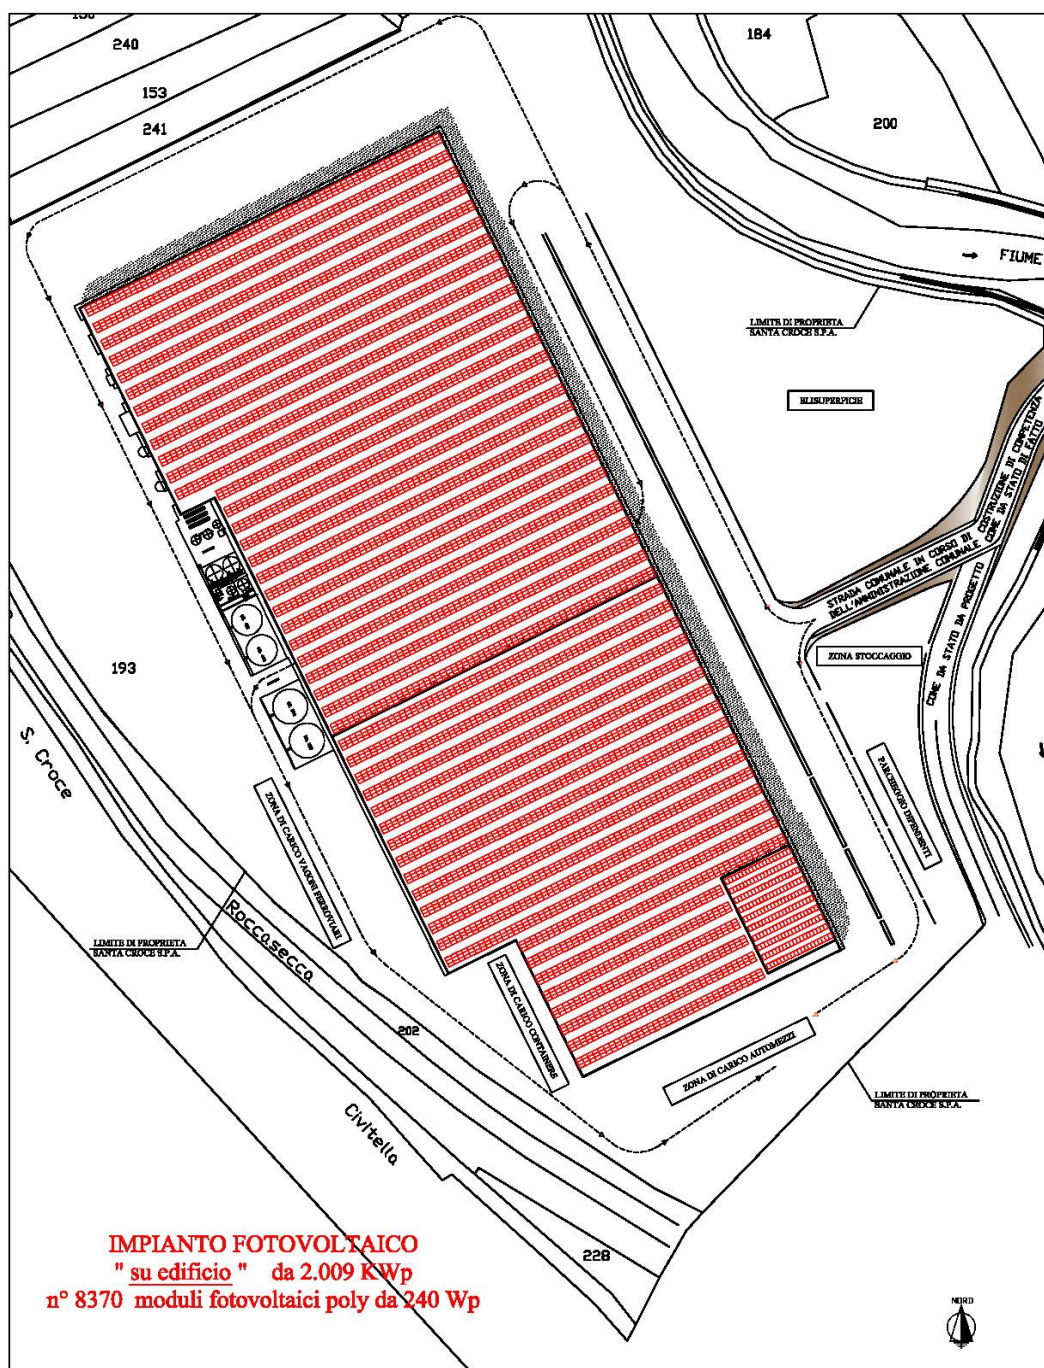 240
153
241
184
200
FIUME
LIMITE DI PROPRIETA
SANTA CROCE S.P.A.
ELISUPERFICIE
STRADA COMUNALE IN CORSO DI COSTRUZIONE DI COMPETENZA
DELL'AMMINISTRAZIONE COMUNALE COME DA STATO DI FATTO
COME DA STATO DA PROGETTO
ZONA STOCCAGGIO
193
S. Croce
PARCHEGGIO DIPENDENTI
ZONA DI CARICO VAGONI FERROVIARI
Roccasecca
LIMITE DI PROPRIETA
SANTA CROCE S.P.A.
ZONA DI CARICO CONTAINERS
202
ZONA DI CARICO AUTOMEZZI
LIMITE DI PROPRIETA
SANTA CROCE S.P.A.
Civitella
228
IMPIANTO FOTOVOLTAICO
" su edificio " da 2.009 KWp
n° 8370 moduli fotovoltaici poly da 240 Wp
NORD